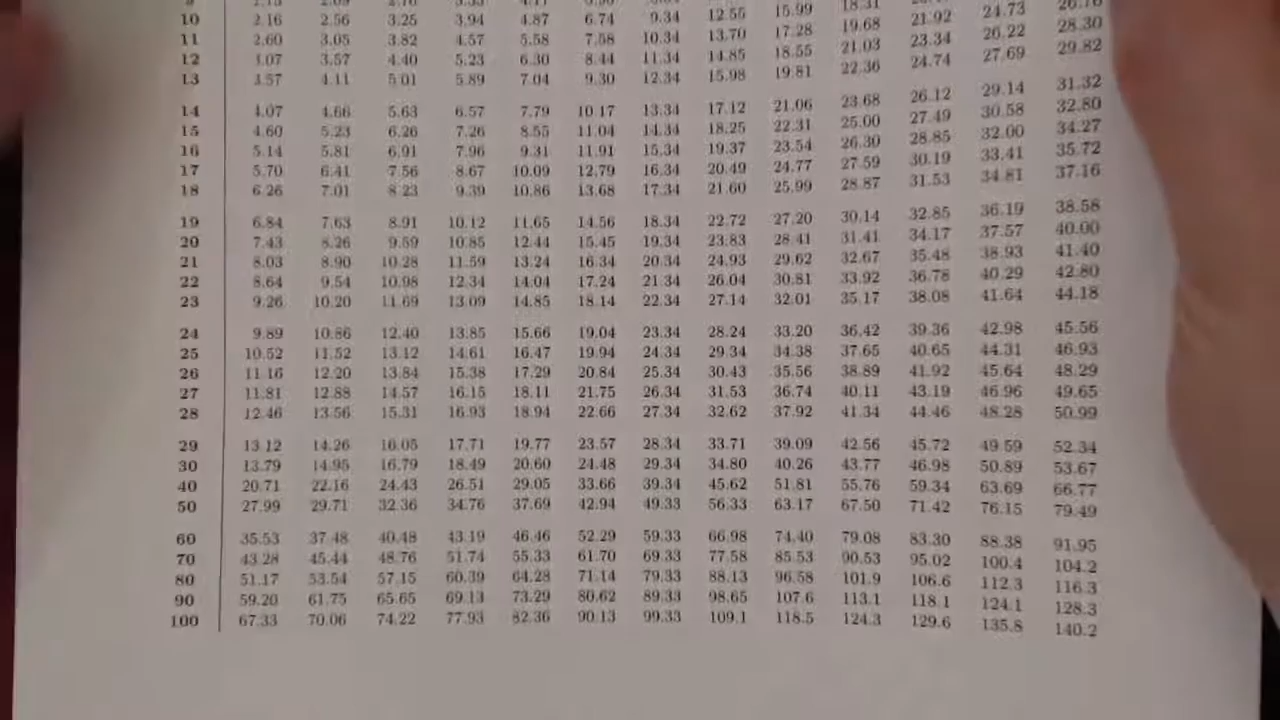 10 2.16 2.56 3.25 3.94 4.87 6.74 9.34 12.55 15.99 18.31 21.92 24.73 26.76
11 2.60 3.05 3.82 4.57 5.58 7.58 10.34 13.70 17.28 19.68 23.34 26.22 28.30
12 3.07 3.57 4.40 5.23 6.30 8.44 11.34 14.85 18.55 21.03 24.74 27.69 29.82
13 3.57 4.11 5.01 5.89 7.04 9.30 12.34 15.98 19.81 22.36 26.12 29.14 31.32
14 4.07 4.66 5.63 6.57 7.79 10.17 13.34 17.12 21.06 23.68 27.49 30.58 32.80
15 4.60 5.23 6.26 7.26 8.55 11.04 14.34 18.25 22.31 25.00 28.85 32.00 34.27
16 5.14 5.81 6.91 7.96 9.31 11.91 15.34 19.37 23.54 26.30 30.19 33.41 35.72
17 5.70 6.41 7.56 8.67 10.09 12.79 16.34 20.49 24.77 27.59 31.53 34.81 37.16
18 6.26 7.01 8.23 9.39 10.86 13.68 17.34 21.60 25.99 28.87 32.85 36.19 38.58
19 6.84 7.63 8.91 10.12 11.65 14.56 18.34 22.72 27.20 30.14 34.17 37.57 40.00
20 7.43 8.26 9.59 10.85 12.44 15.45 19.34 23.83 28.41 31.41 35.48 38.93 41.40
21 8.03 8.90 10.28 11.59 13.24 16.34 20.34 24.93 29.62 32.67 36.78 40.29 42.80
22 8.64 9.54 10.98 12.34 14.04 17.24 21.34 26.04 30.81 33.92 38.08 41.64 44.18
23 9.26 10.20 11.69 13.09 14.85 18.14 22.34 27.14 32.01 35.17
24 9.89 10.86 12.40 13.85 15.66 19.04 23.34 28.24 33.20 36.42 39.36 42.98 45.56
25 10.52 11.52 13.12 14.61 16.47 19.94 24.34 29.34 34.38 37.65 40.65 44.31 46.93
26 11.16 12.20 13.84 15.38 17.29 20.84 25.34 30.43 35.56 38.89 41.92 45.64 48.29
27 11.81 12.88 14.57 16.15 18.11 21.75 26.34 31.53 36.74 40.11 43.19 46.96 49.65
28 12.46 13.56 15.31 16.93 18.94 22.66 27.34 32.62 37.92 41.34 44.46 48.28 50.99
29 13.12 14.26 16.05 17.71 19.77 23.57 28.34 33.71 39.09 42.56 45.72 49.59 52.34
30 13.79 14.95 16.79 18.49 20.60 24.48 29.34 34.80 40.26 43.77 46.98 50.89 53.67
40 20.71 22.16 24.43 26.51 29.05 33.66 39.34 45.62 51.81 55.76 59.34 63.69 66.77
50 27.99 29.71 32.36 34.76 37.69 42.94 49.33 56.33 63.17 67.50 71.42 76.15 79.49
60 35.53 37.48 40.48 43.19 46.46 52.29 59.33 66.98 74.40 79.08 83.30 88.38 91.95
70 43.28 45.44 48.76 51.74 55.33 61.70 69.33 77.58 85.53 90.53 95.02 100.4 104.2
80 51.17 53.54 57.15 60.39 64.28 71.14 79.33 88.13 96.58 101.9 106.6 112.3 116.3
90 59.20 61.75 65.65 69.13 73.29 80.62 89.33 98.65 107.6 113.1 118.1 124.1 128.3
100 67.33 70.06 74.22 77.93 82.36 90.13 99.33 109.1 118.5 124.3 129.6 135.8 140.2